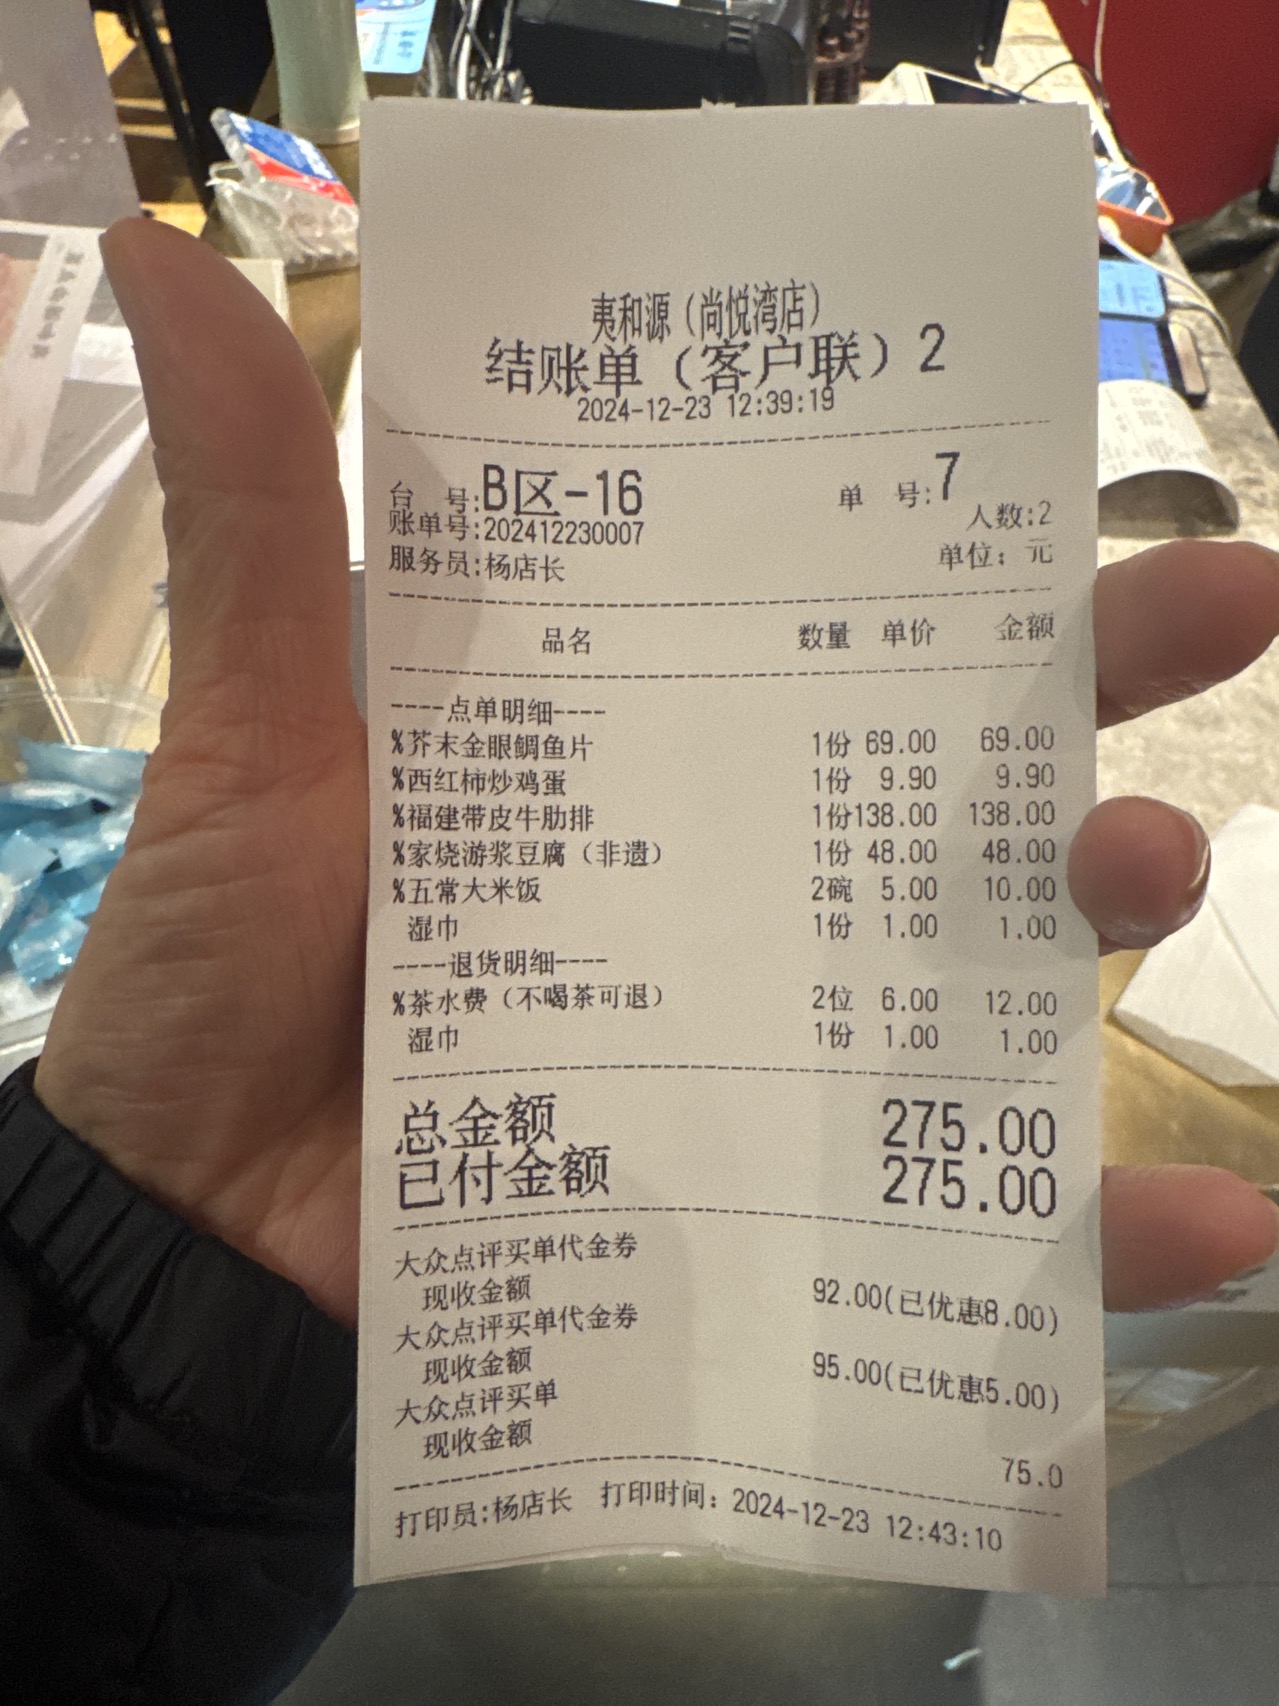 夷和源（尚悦湾店）
结账单（客户联）2
2024-12-23 12:39:19
台 号:B区-16 单 号:7
账单号:202412230007 人数:2
服务员:杨店长 单位：元
品名 数量 单价 金额
----点单明细----
%芥末金眼鲷鱼片 1份 69.00 69.00
%西红柿炒鸡蛋 1份 9.90 9.90
%福建带皮牛肋排 1份138.00 138.00
%家烧游浆豆腐（非遗） 1份 48.00 48.00
%五常大米饭 2碗 5.00 10.00
湿巾 1份 1.00 1.00
----退货明细----
%茶水费（不喝茶可退） 2位 6.00 12.00
湿巾 1份 1.00 1.00
总金额 275.00
已付金额 275.00
大众点评买单代金券
现收金额 92.00(已优惠8.00)
大众点评买单代金券
现收金额 95.00(已优惠5.00)
大众点评买单
现收金额 75.0
打印员:杨店长 打印时间：2024-12-23 12:43:10